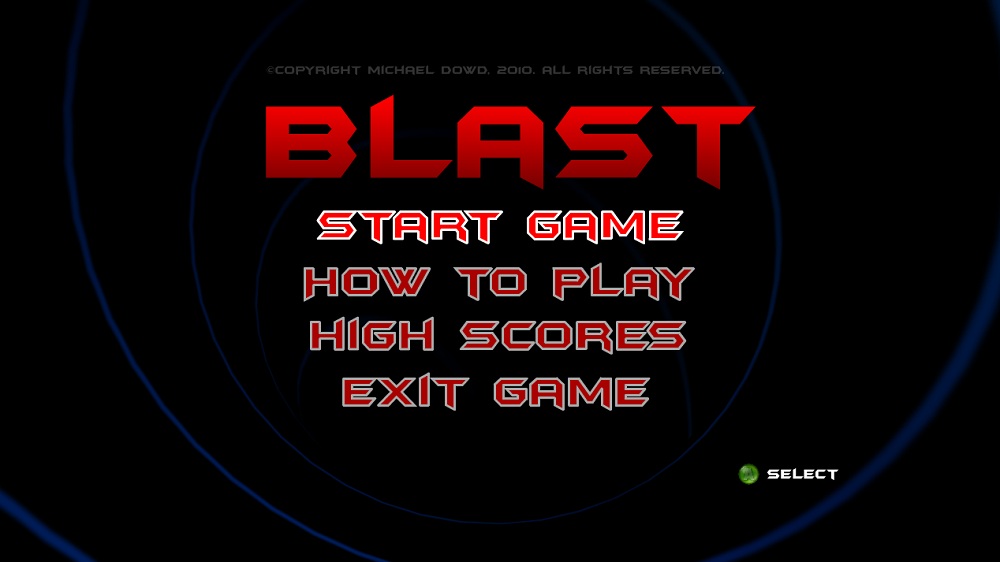 ©COPYRIGHT MICHAEL DOWD, 2010. ALL RIGHTS RESERVED.
BLAST
START GAME
HOW TO PLAY
HIGH SCORES
EXIT GAME
A SELECT